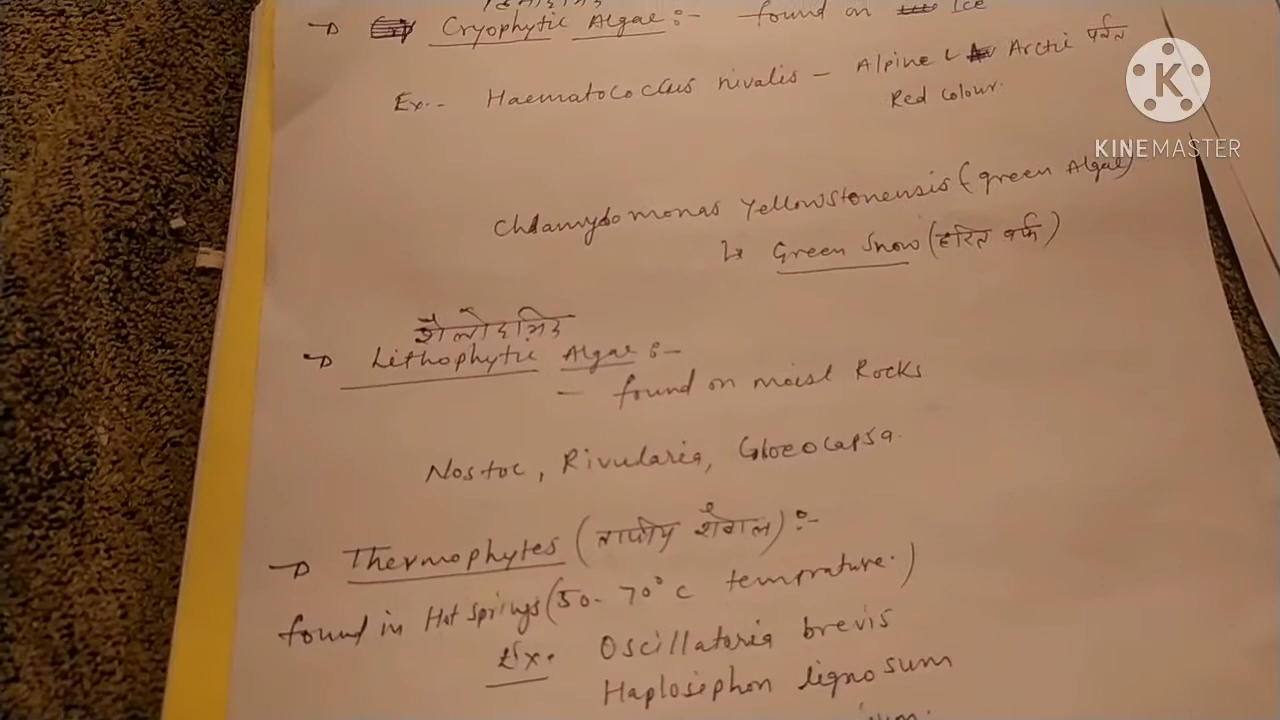 → Cryophytic Algae :- found on Ice
Ex.- Haematococcus nivalis - Alpine & Arctic पर्वत
Red Colour.
Chlamydomonas Yellowstonensis (green Algae)
↳ Green Snow (हरित बर्फ)
शैलोदभिद
→ Lithophytic Algae :-
- found on moist Rocks
Nostoc, Rivularia, Gloeocapsa.
→ Thermophytes (तापीय शैवाल) :-
found in Hot springs (50-70°C temprature.)
Ex. Oscillatoria brevis
Haplosiphon lignosum
K
KINEMASTER